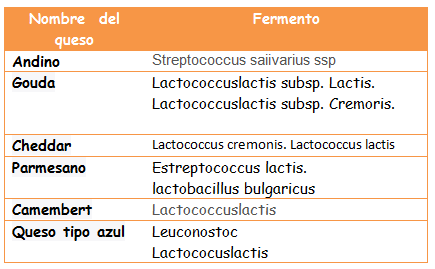 Nombre del queso Fermento
Andino Streptococcus saiivarius ssp
Gouda Lactococcuslactis subsp. Lactis.
Lactococcuslactis subsp. Cremoris.
Cheddar Lactococcus cremonis. Lactococcus lactis
Parmesano Estreptococcus lactis.
lactobacillus bulgaricus
Camembert Lactococcuslactis
Queso tipo azul Leuconostoc
Lactococuslactis